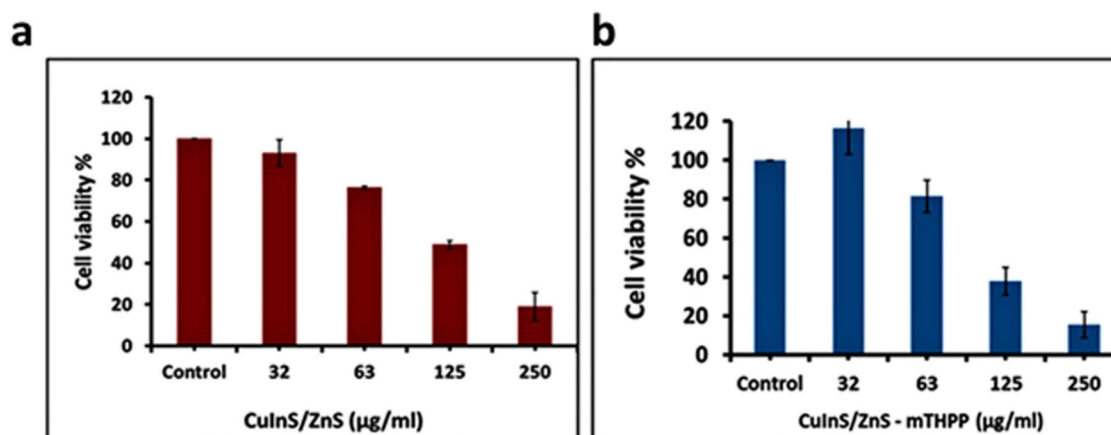 a
120
100
80
60
40
20
0
Cell viability %
Control 32 63 125 250
CuInS/ZnS (µg/ml)
b
120
100
80
60
40
20
0
Cell viability %
Control 32 63 125 250
CuInS/ZnS - mTHPP (µg/ml)